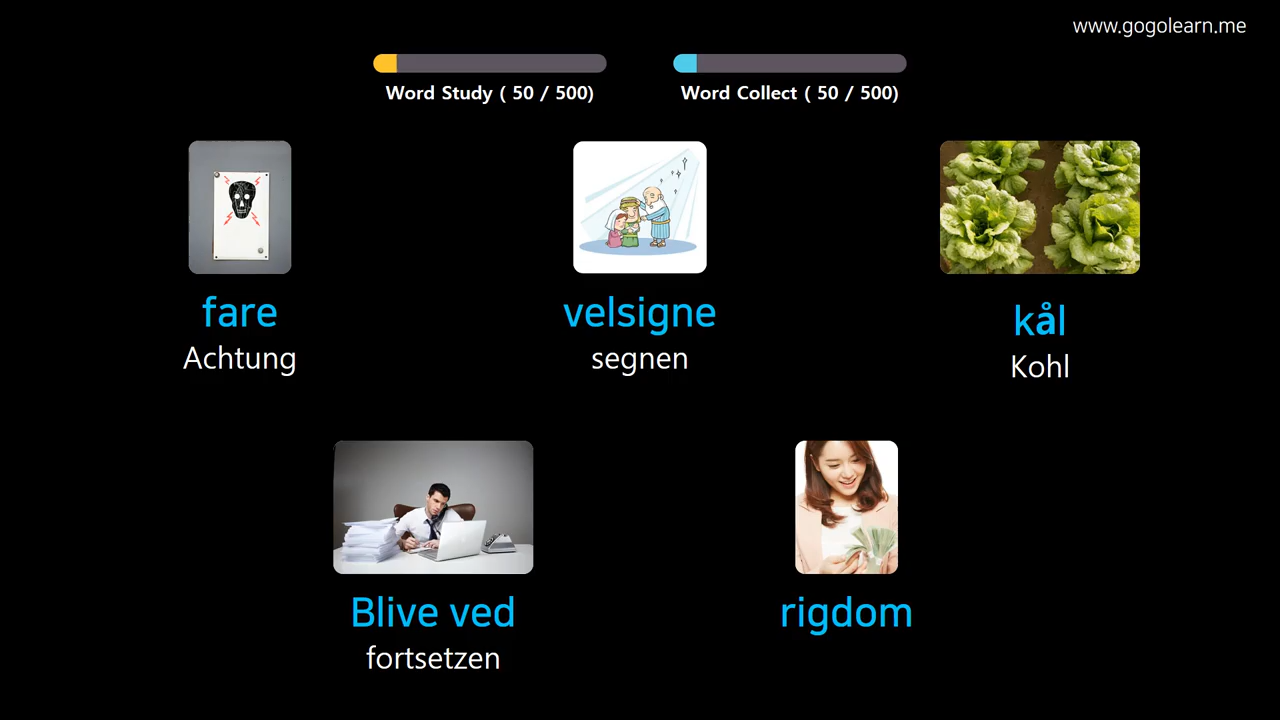 www.gogolearn.me
Word Study ( 50 / 500)
Word Collect ( 50 / 500)
fare
Achtung
velsigne
segnen
kål
Kohl
Blive ved
fortsetzen
rigdom